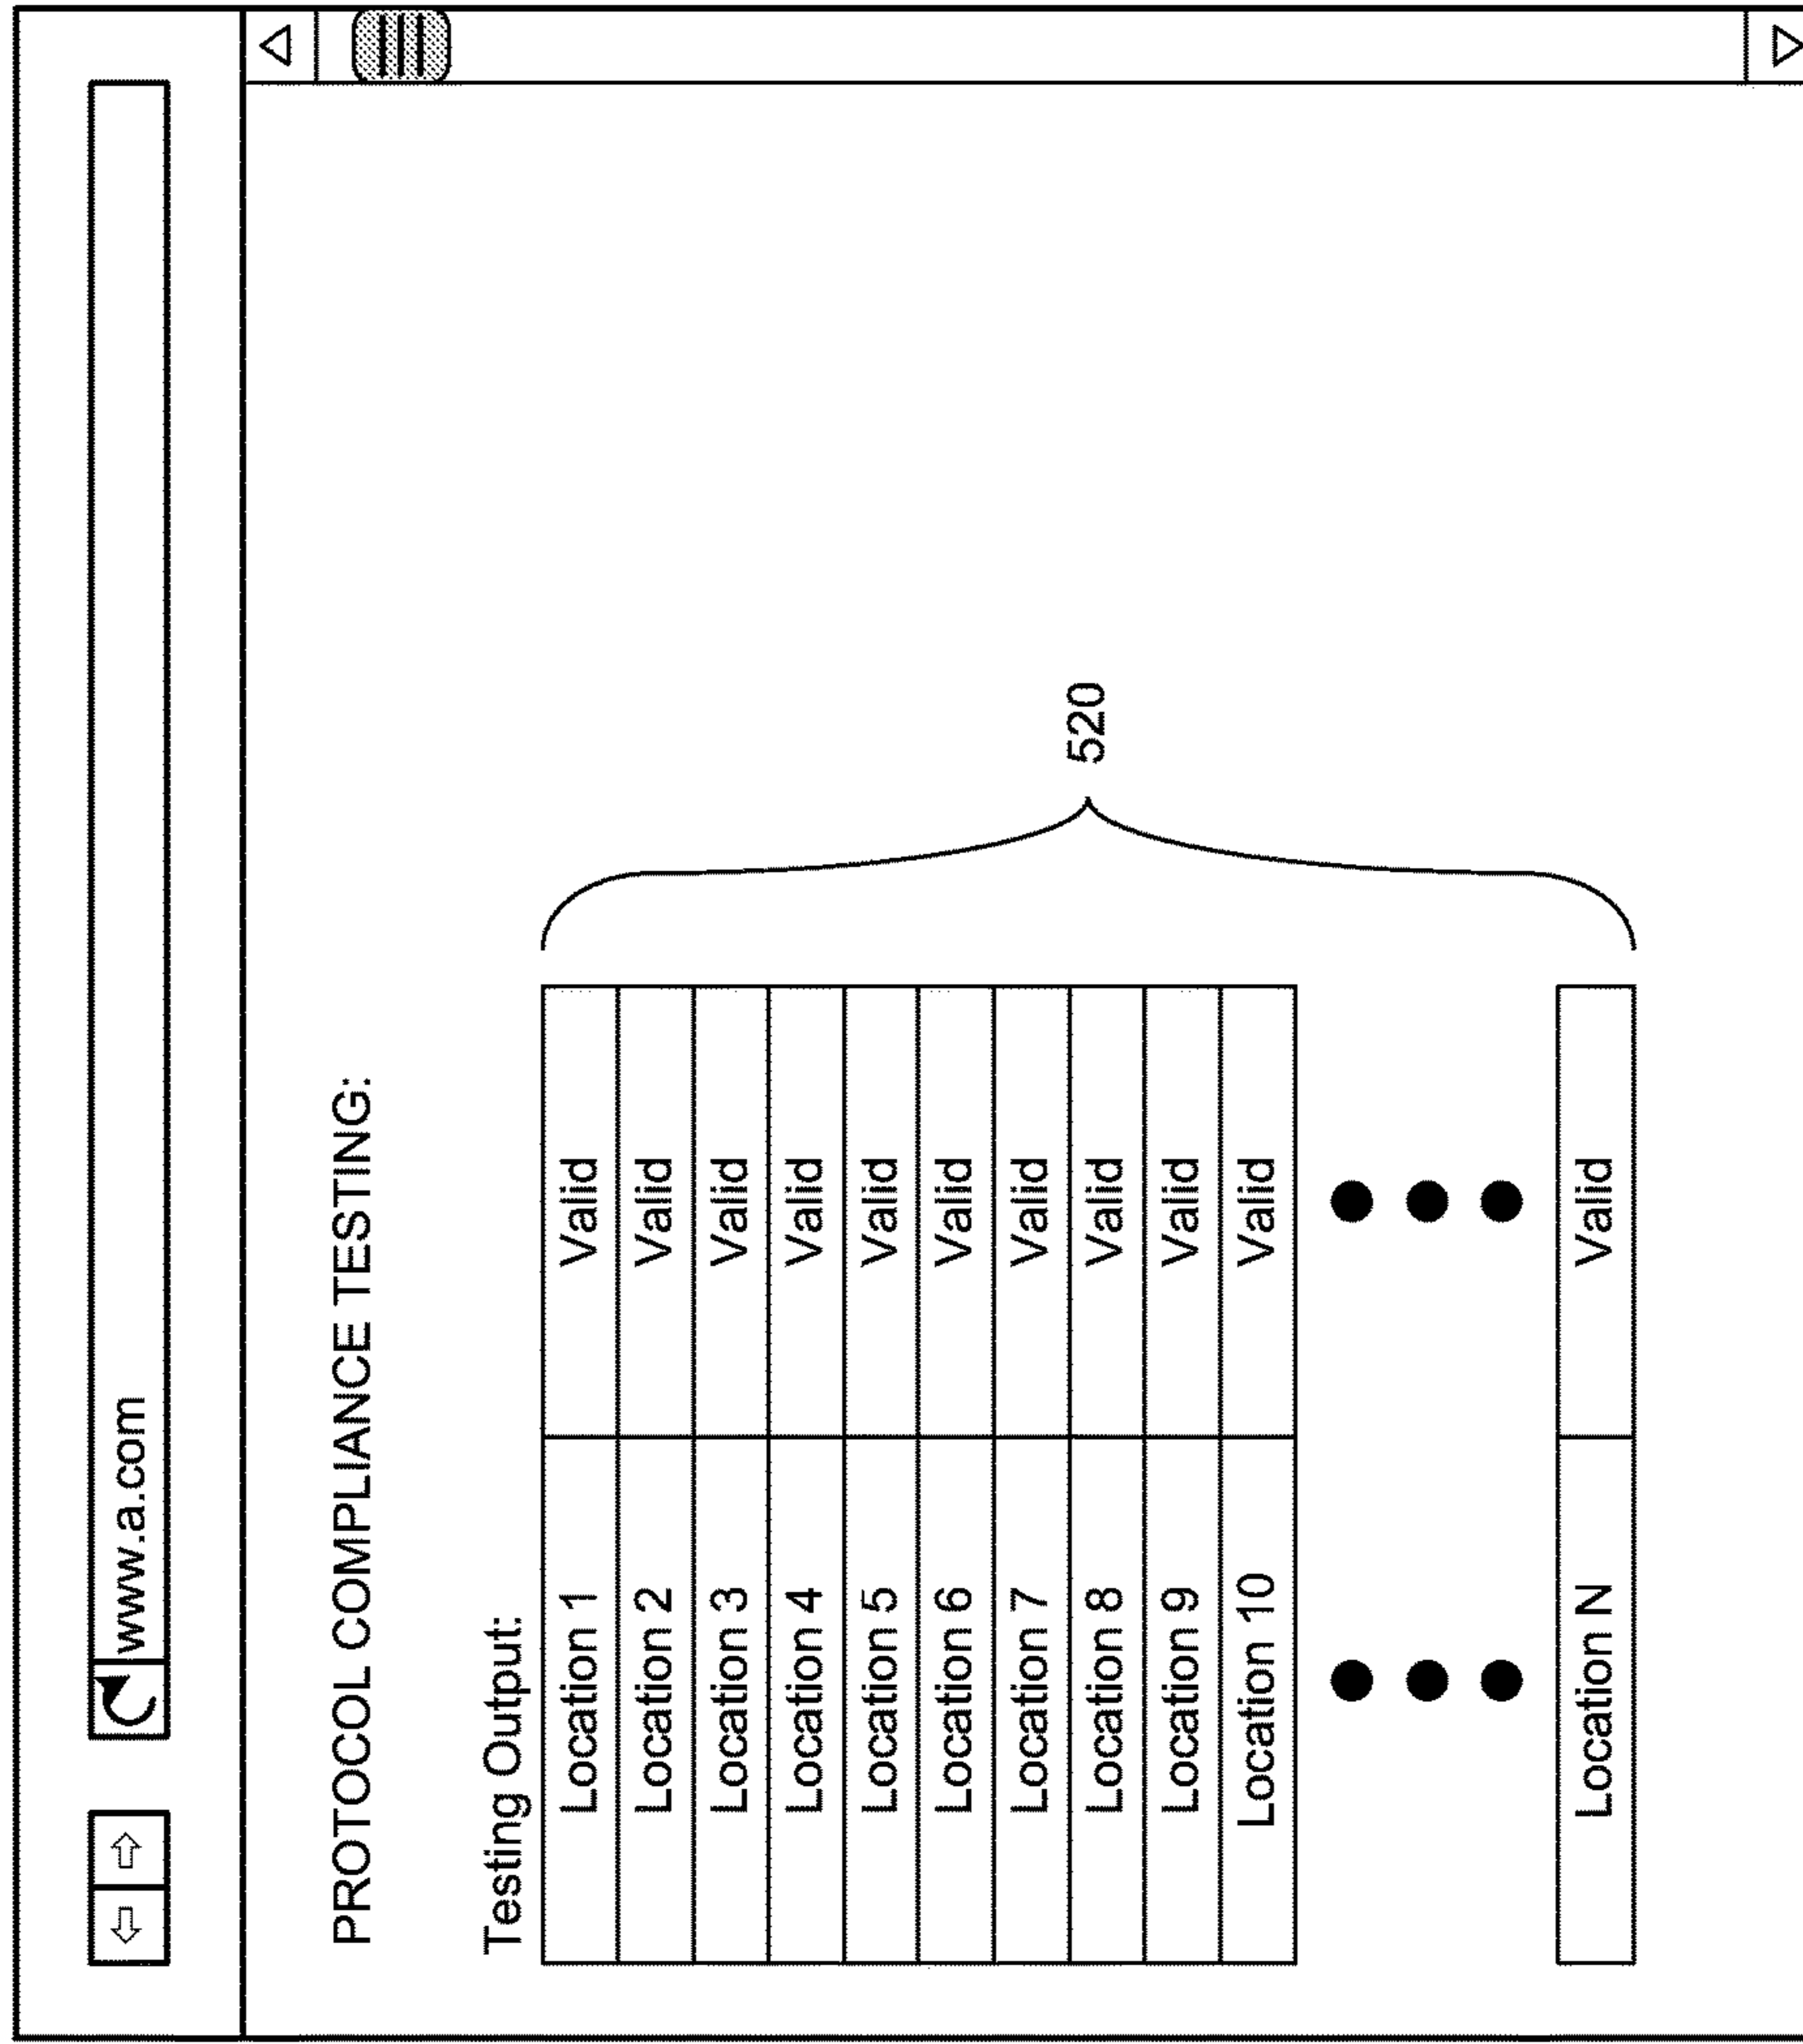 www.a.com
PROTOCOL COMPLIANCE TESTING:
Testing Output:
Location 1 Valid
Location 2 Valid
Location 3 Valid
Location 4 Valid
Location 5 Valid
Location 6 Valid
Location 7 Valid
Location 8 Valid
Location 9 Valid
Location 10 Valid
Location N Valid
520